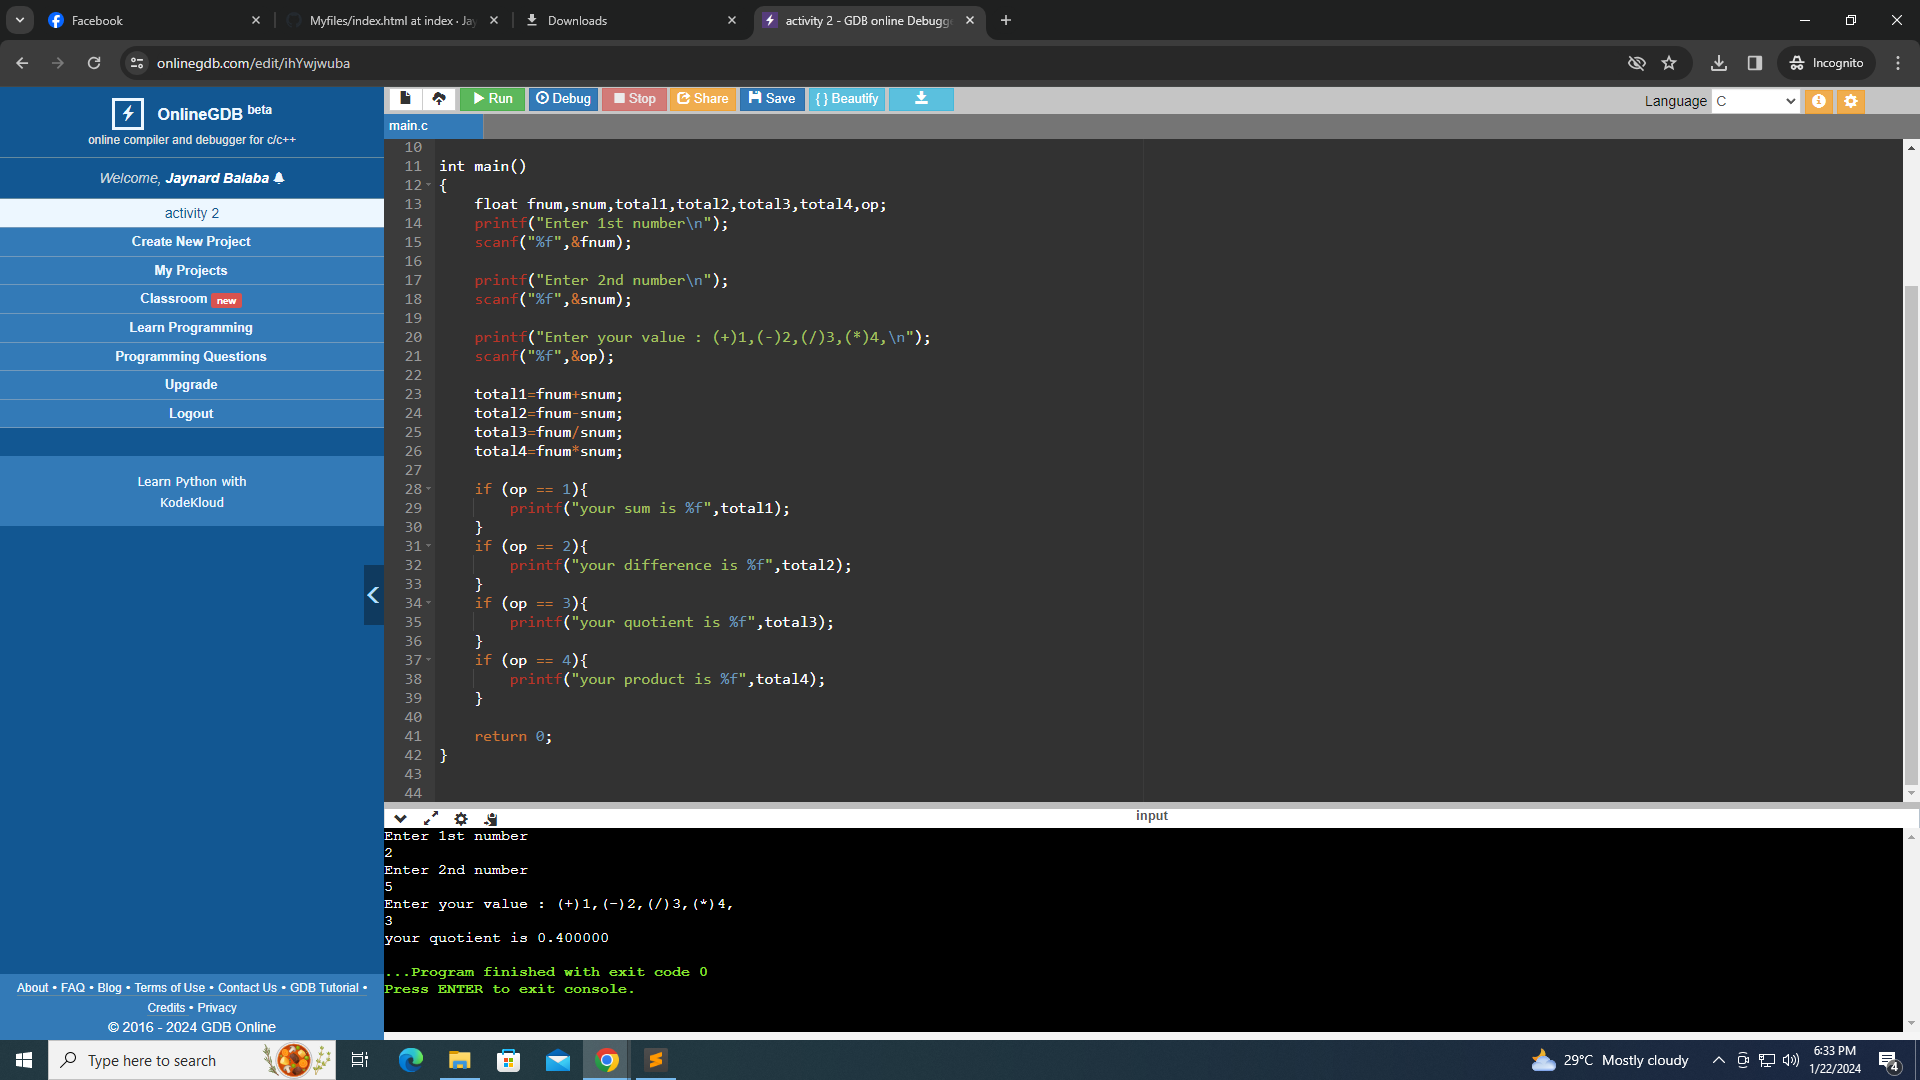 Facebook
Myfiles/index.html at index · Jay
Downloads
activity 2 - GDB online Debugge
onlinegdb.com/edit/ihYwjwuba
Incognito
OnlineGDB beta
online compiler and debugger for c/c++
Welcome, Jaynard Balaba
activity 2
Create New Project
My Projects
Classroom new
Learn Programming
Programming Questions
Upgrade
Logout
Learn Python with
KodeKloud
About • FAQ • Blog • Terms of Use • Contact Us • GDB Tutorial •
Credits • Privacy
© 2016 - 2024 GDB Online
Run Debug Stop Share Save { } Beautify
Language C
main.c
10
11 int main()
12 {
13 float fnum,snum,total1,total2,total3,total4,op;
14 printf("Enter 1st number\n");
15 scanf("%f",&fnum);
16
17 printf("Enter 2nd number\n");
18 scanf("%f",&snum);
19
20 printf("Enter your value : (+)1,(-)2,(/)3,(*)4,\n");
21 scanf("%f",&op);
22
23 total1=fnum+snum;
24 total2=fnum-snum;
25 total3=fnum/snum;
26 total4=fnum*snum;
27
28 if (op == 1){
29 printf("your sum is %f",total1);
30 }
31 if (op == 2){
32 printf("your difference is %f",total2);
33 }
34 if (op == 3){
35 printf("your quotient is %f",total3);
36 }
37 if (op == 4){
38 printf("your product is %f",total4);
39 }
40
41 return 0;
42 }
43
44
input
Enter 1st number
2
Enter 2nd number
5
Enter your value : (+)1,(-)2,(/)3,(*)4,
3
your quotient is 0.400000
...Program finished with exit code 0
Press ENTER to exit console.
Type here to search
29°C Mostly cloudy
6:33 PM
1/22/2024
4